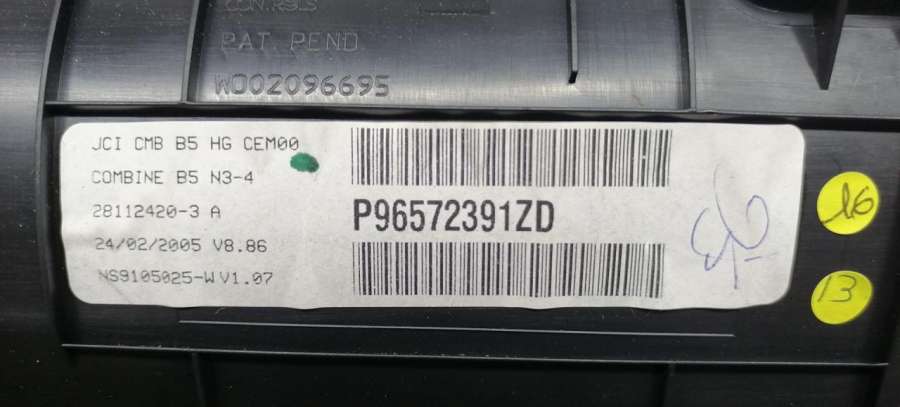 CONTROLS
PAT. PEND
WO02096695
JCI CMB B5 HG CEM00
COMBINE B5 N3-4
28112420-3 A
24/02/2005 V8.86
NS9105025-W V1.07
P96572391ZD
16
13